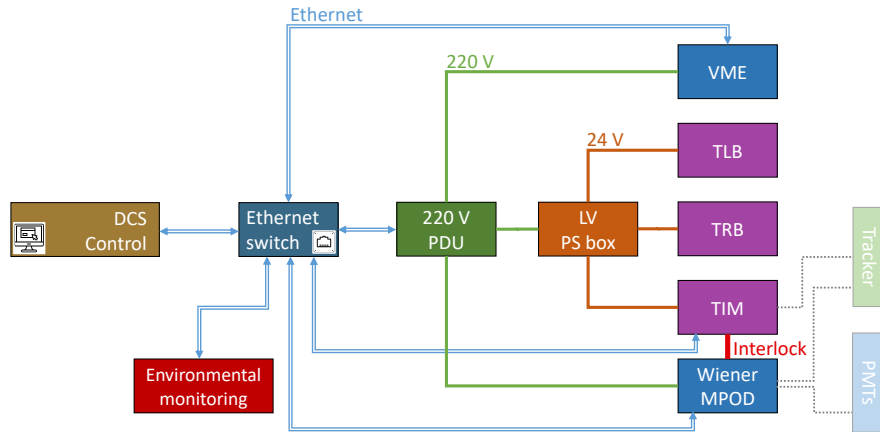 Ethernet
220 V
VME
24 V
TLB
DCS
Control
Ethernet
switch
220 V
PDU
LV
PS box
TRB
Tracker
TIM
Interlock
Environmental
monitoring
Wiener
MPOD
PMTs